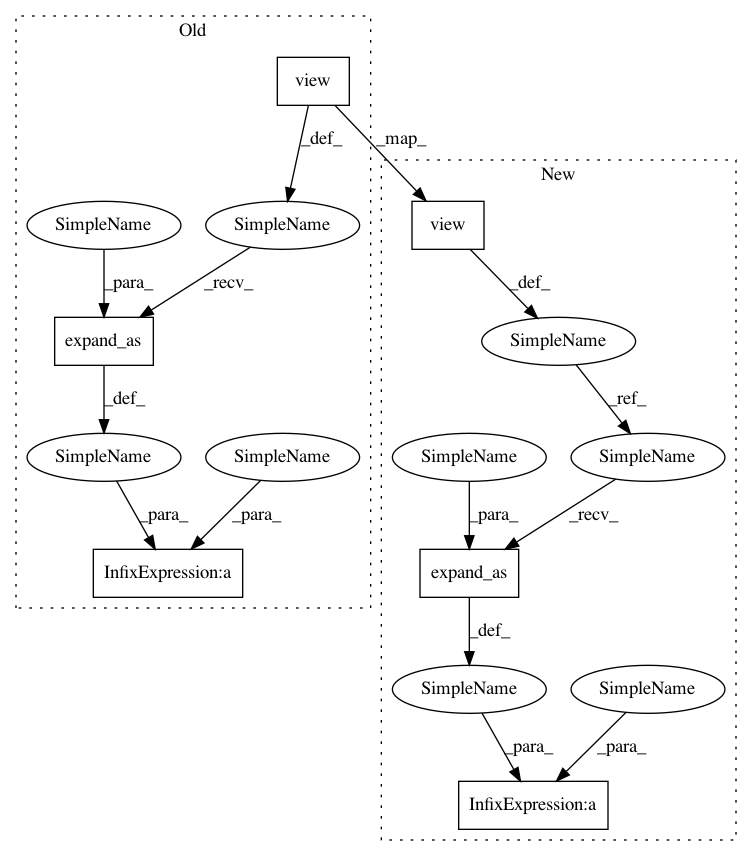 Old
view
_def_
_map_
New
SimpleName
SimpleName
view
_para_
_recv_
_def_
expand_as
SimpleName
_def_
_ref_
SimpleName
SimpleName
SimpleName
SimpleName
_para_
_para_
_para_
_recv_
InfixExpression:a
expand_as
_def_
SimpleName
SimpleName
_para_
_para_
InfixExpression:a